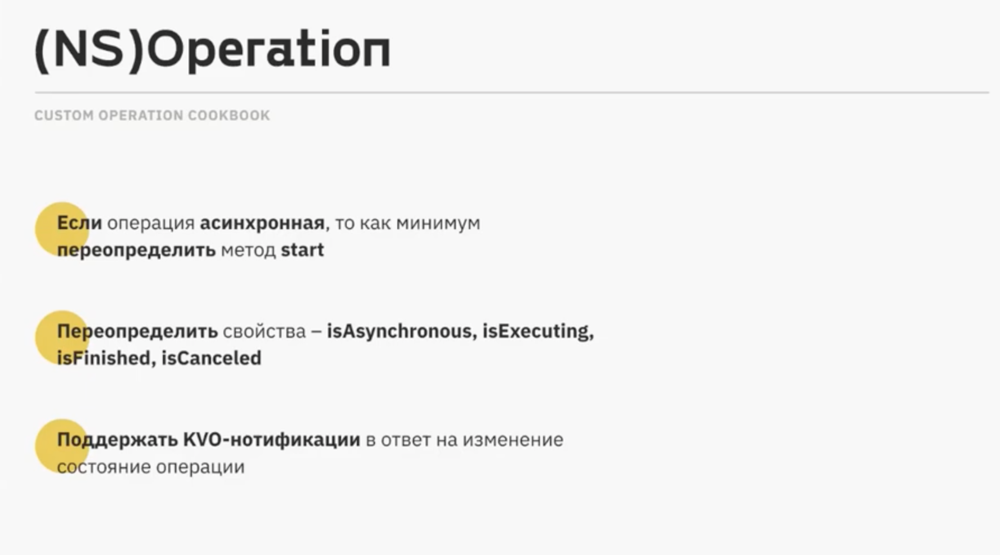 (NS)Operation
CUSTOM OPERATION COOKBOOK
Если операция асинхронная, то как минимум
переопределить метод start
Переопределить свойства – isAsynchronous, isExecuting,
isFinished, isCanceled
Поддержать KVO-нотификации в ответ на изменение
состояние операции